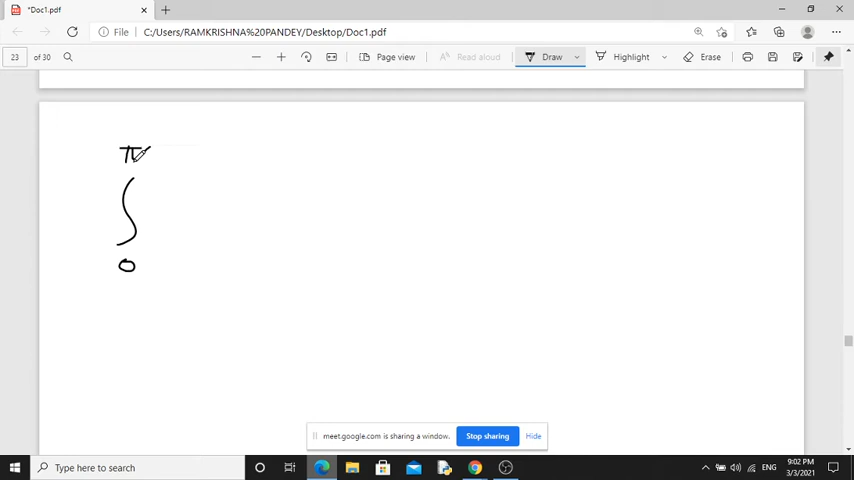 *Doc1.pdf
File C:/Users/RAMKRISHNA%20PANDEY/Desktop/Doc1.pdf
23 of 30 Page view Read aloud Draw Highlight Erase
π
∫
0
meet.google.com is sharing a window. Stop sharing Hide
Type here to search ENG 9:02 PM
3/3/2021